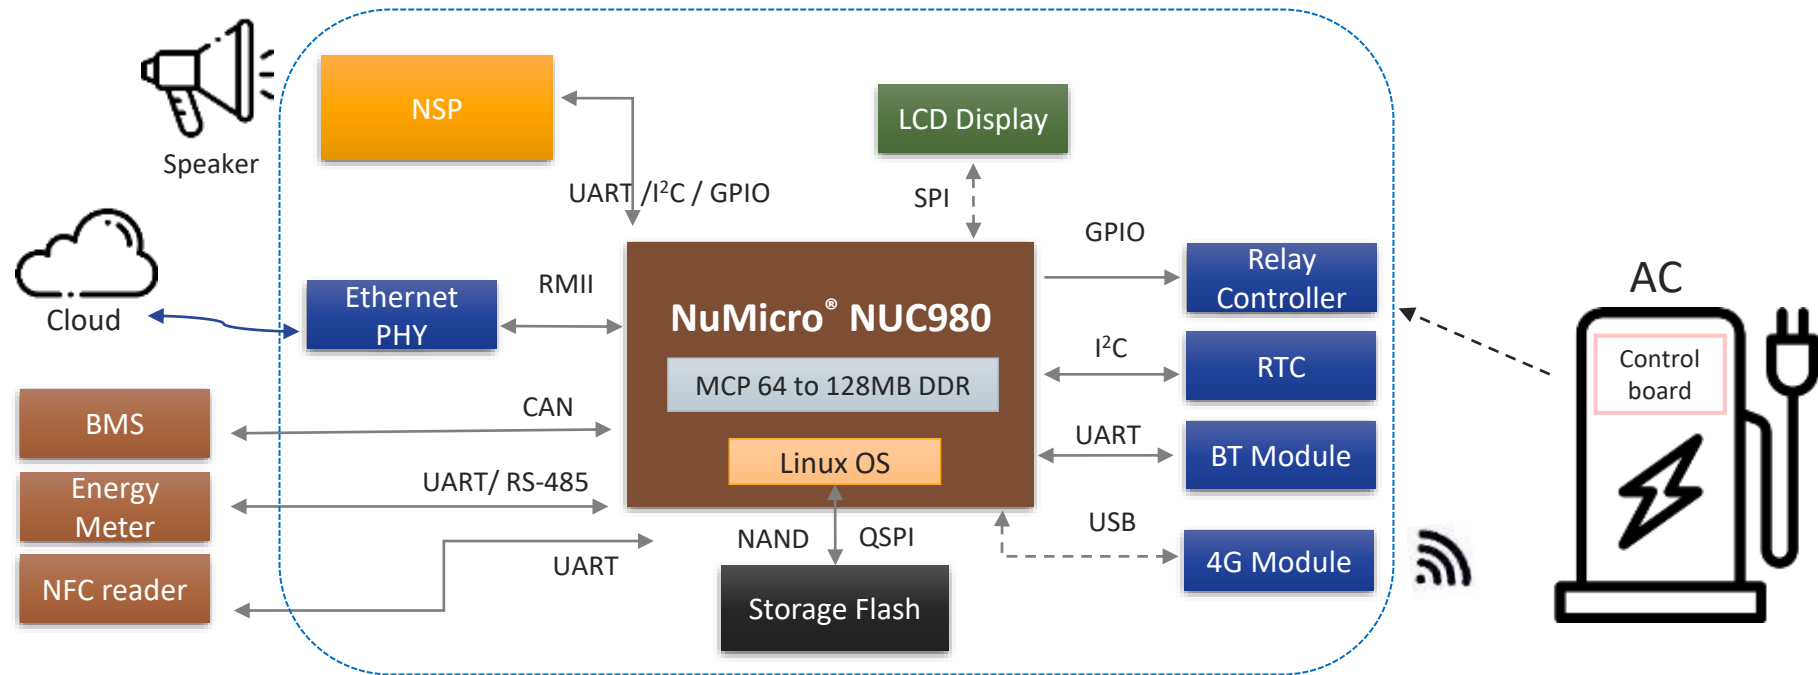 NSP
Speaker
UART /I²C / GPIO
LCD Display
SPI
GPIO
Relay
Controller
AC
Control
board
Cloud
Ethernet
PHY
RMII
NuMicro® NUC980
MCP 64 to 128MB DDR
Linux OS
I²C
RTC
BMS
CAN
UART
BT Module
Energy
Meter
UART/ RS-485
NFC reader
UART
NAND
QSPI
USB
4G Module
Storage Flash